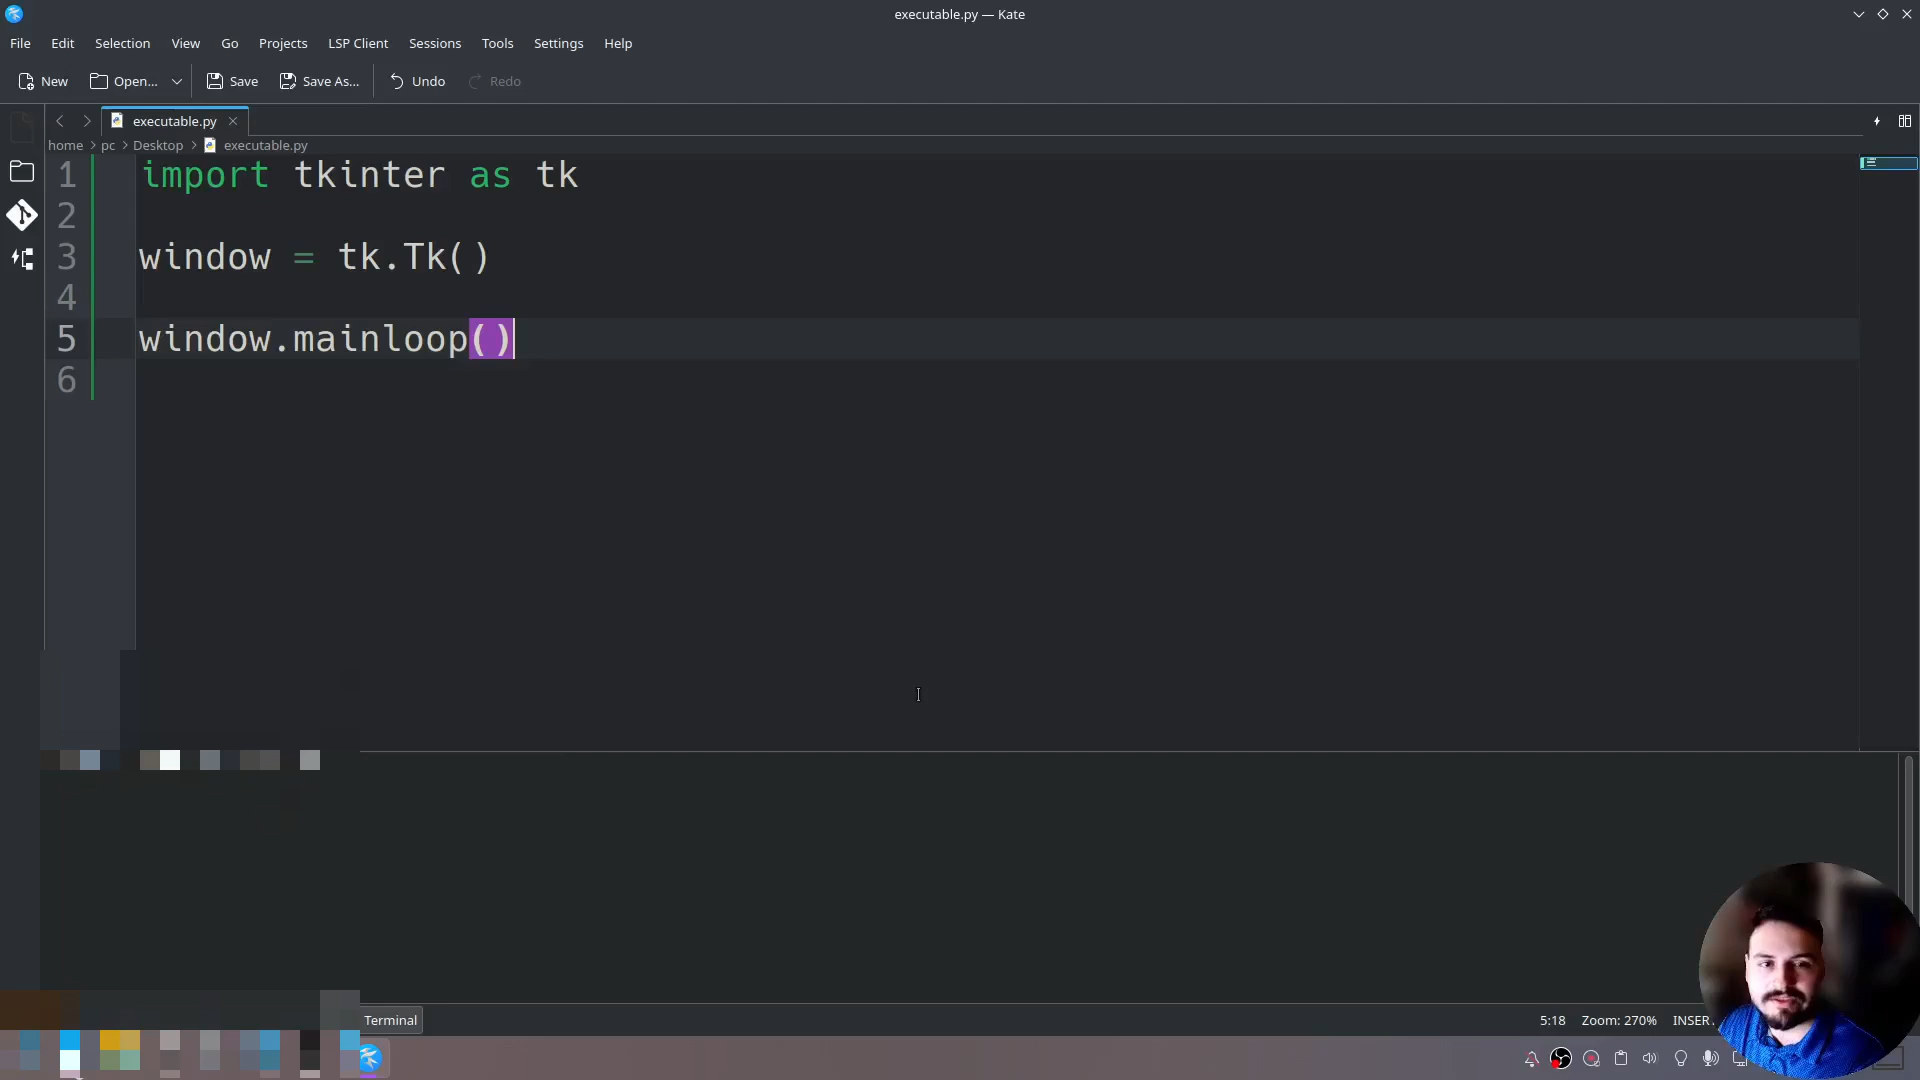 executable.py — Kate
File Edit Selection View Go Projects LSP Client Sessions Tools Settings Help
New Open... Save Save As... Undo Redo
executable.py
home > pc > Desktop > executable.py
1 import tkinter as tk
2
3 window = tk.Tk()
4
5 window.mainloop()
6
Terminal 5:18 Zoom: 270% INSER